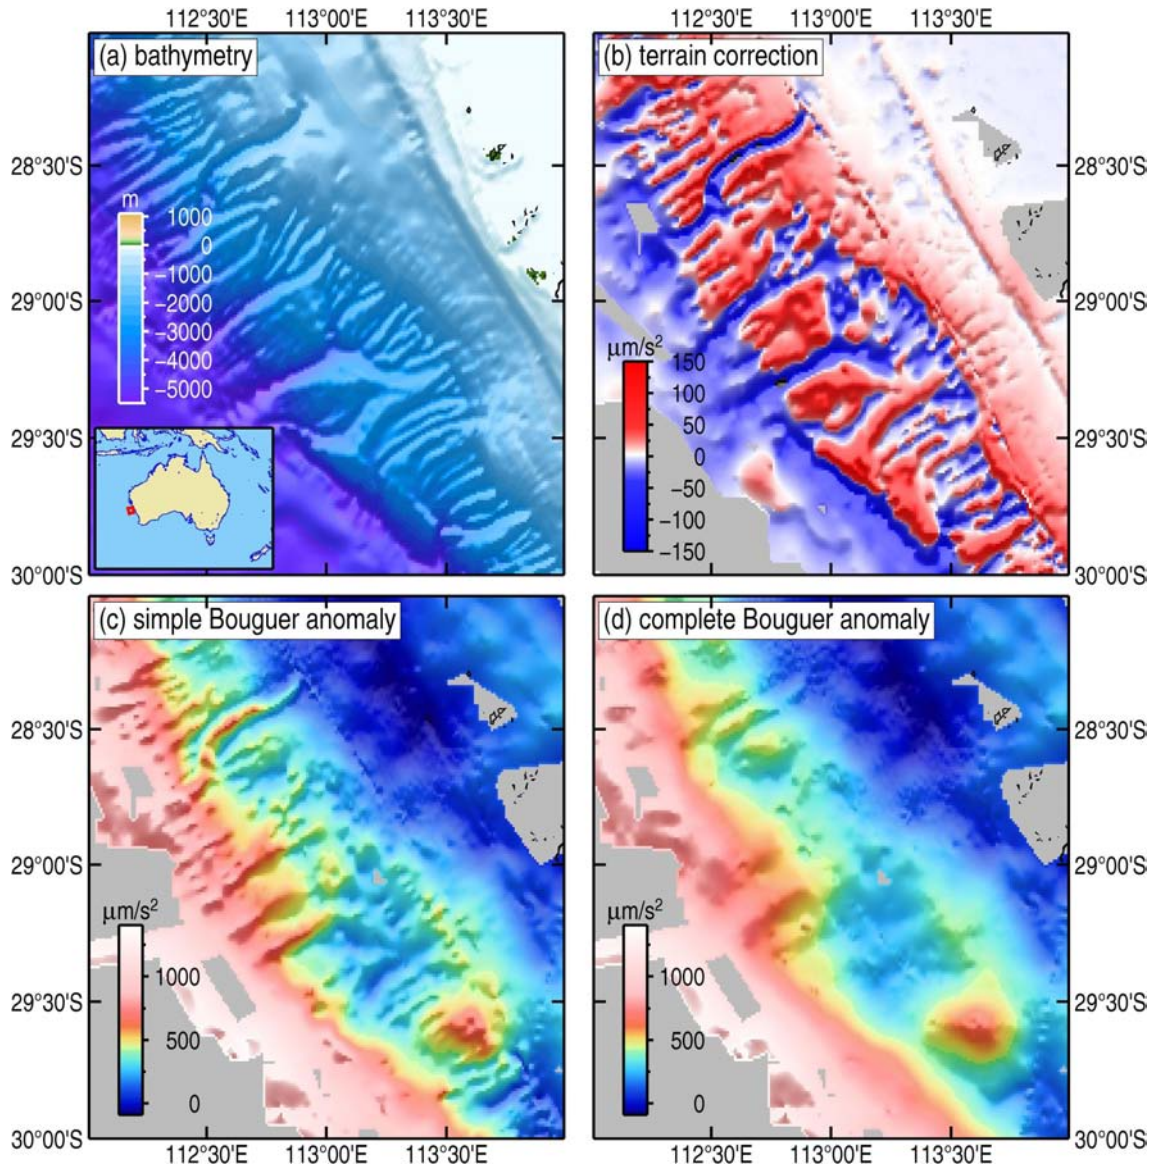 112°30'E 113°00'E 113°30'E 112°30'E 113°00'E 113°30'E
(a) bathymetry
(b) terrain correction
28°30'S
29°00'S
29°30'S
30°00'S
m
1000
0
-1000
-2000
-3000
-4000
-5000
28°30'S
29°00'S
29°30'S
30°00'S
μm/s²
150
100
50
0
-50
-100
-150
(c) simple Bouguer anomaly
(d) complete Bouguer anomaly
28°30'S
29°00'S
29°30'S
30°00'S
μm/s²
1000
500
0
28°30'S
29°00'S
29°30'S
30°00'S
μm/s²
1000
500
0
112°30'E 113°00'E 113°30'E 112°30'E 113°00'E 113°30'E